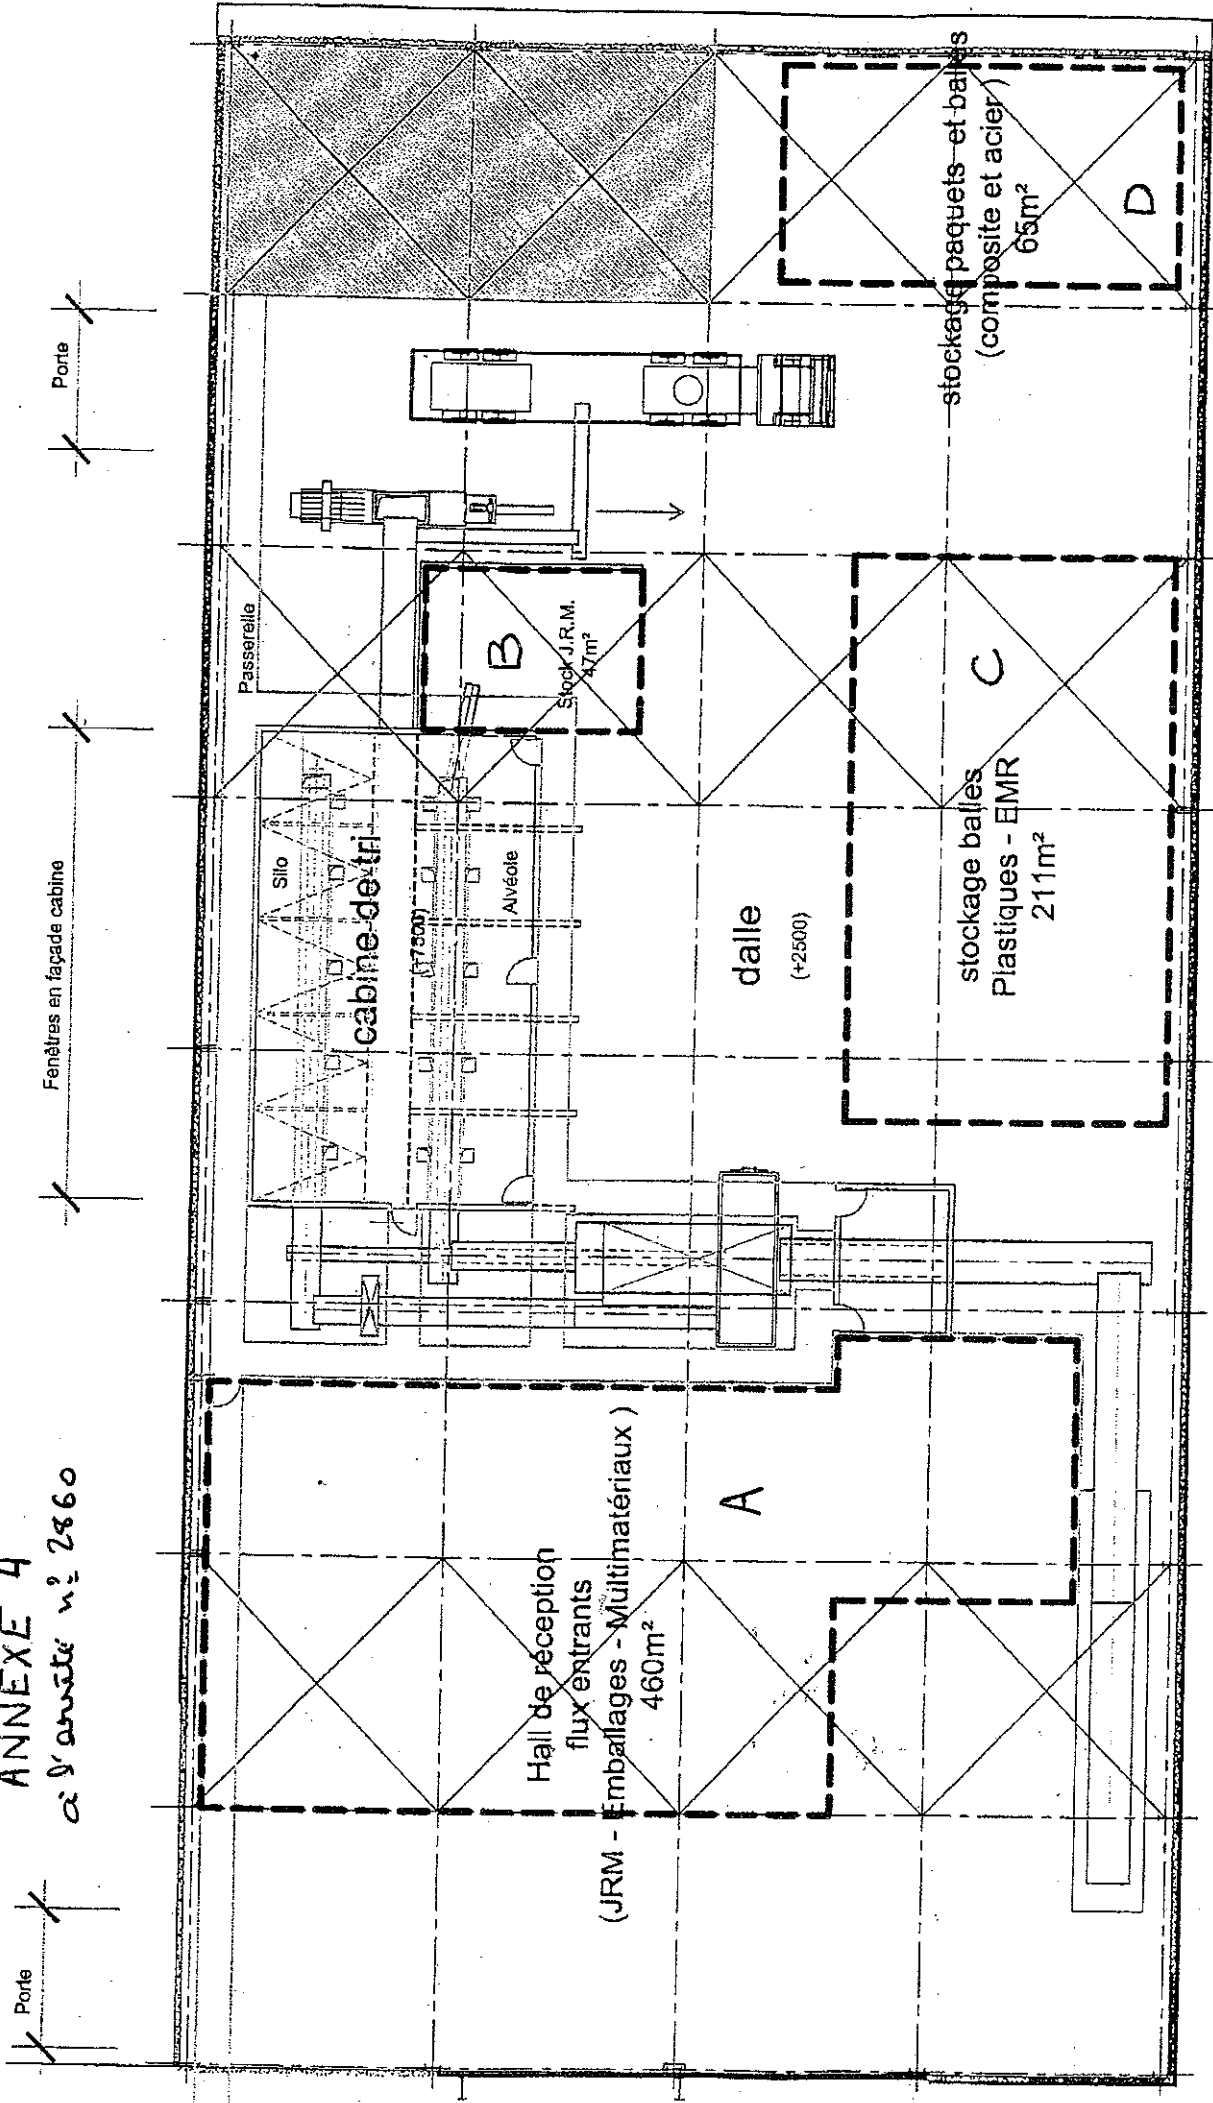 ANNEXE 4
à l'arrêté n° 2860
Porte
Fenêtres en façade cabine
Porte
Passerelle
Silo
cabine de tri
(+7300)
Alvéole
B
Stock J.R.M.
47m²
dalle
(+2500)
stockage balles
Plastiques - EMR
211m²
C
stockage paquets et balles
(composite et acier )
65m²
D
Hall de réception
flux entrants
(JRM - Emballages - Multimatériaux )
460m²
A